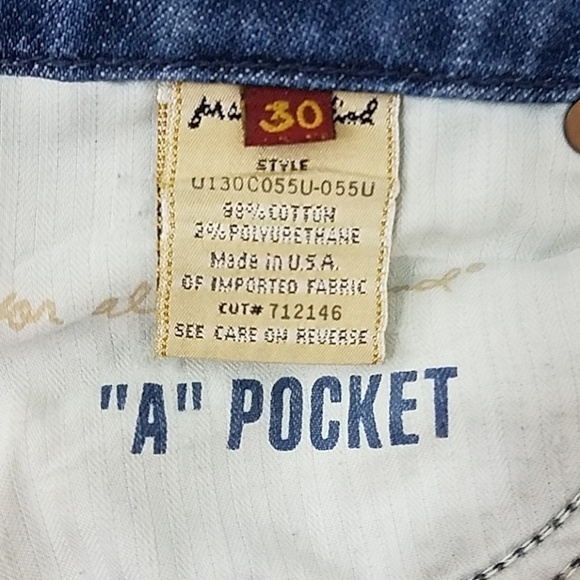 30
STYLE
U130C055U-055U
98% COTTON
2% POLYURETHANE
Made in U.S.A.
OF IMPORTED FABRIC
CUT# 712146
SEE CARE ON REVERSE
"A" POCKET